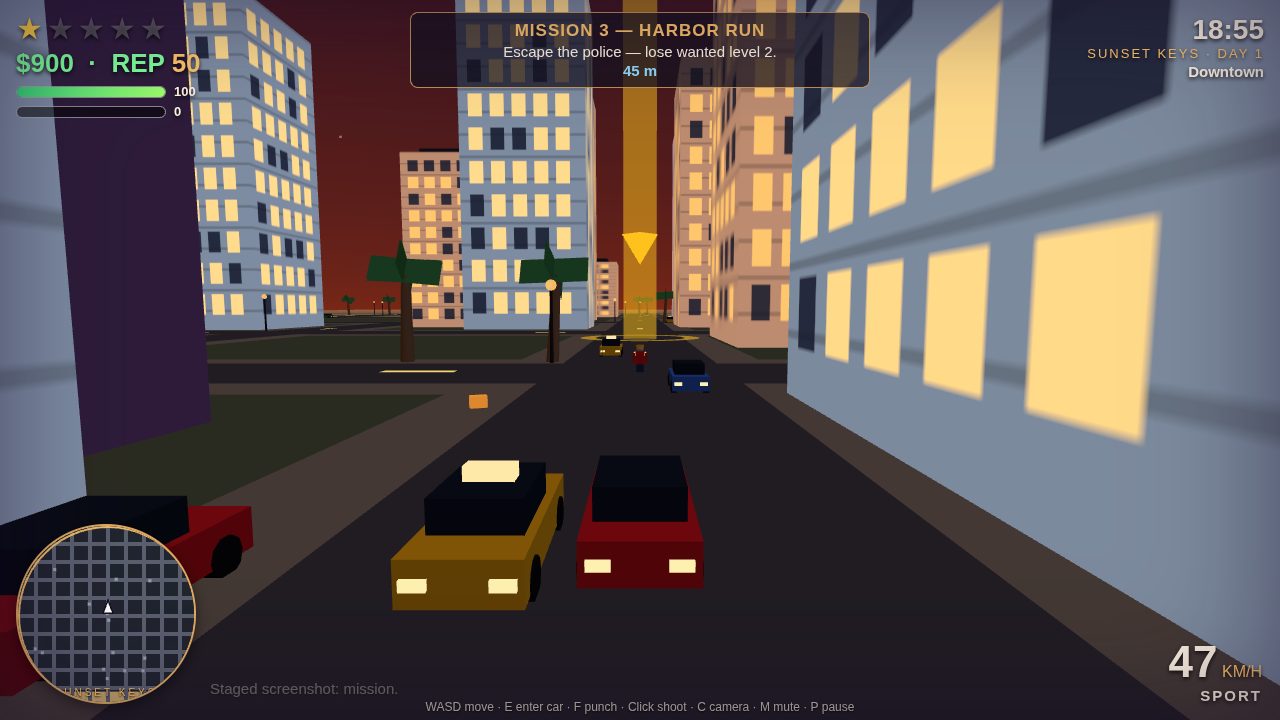 ★★★★★
$900 · REP 50
100
0
MISSION 3 — HARBOR RUN
Escape the police — lose wanted level 2.
45 m
18:55
SUNSET KEYS · DAY 1
Downtown
SUNSET KEYS
Staged screenshot: mission.
47 KM/H
SPORT
WASD move · E enter car · F punch · Click shoot · C camera · M mute · P pause